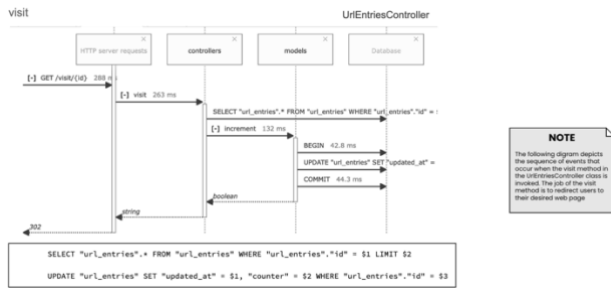 visit
UrlEntriesController
HTTP server requests
controllers
models
Database
[-] GET /visit/{id} 288 ms
[-] visit 263 ms
SELECT "url_entries".* FROM "url_entries" WHERE "url_entries"."id" =
[-] increment 132 ms
BEGIN 42.8 ms
UPDATE "url_entries" SET "updated_at" =
COMMIT 44.3 ms
boolean
string
302
SELECT "url_entries".* FROM "url_entries" WHERE "url_entries"."id" = $1 LIMIT $2
UPDATE "url_entries" SET "updated_at" = $1, "counter" = $2 WHERE "url_entries"."id" = $3
NOTE
The following digram depicts
the sequence of events that
occur when the visit method in
the UrlEntriesController class is
invoked. The job of the visit
method is to redirect users to
their desired web page